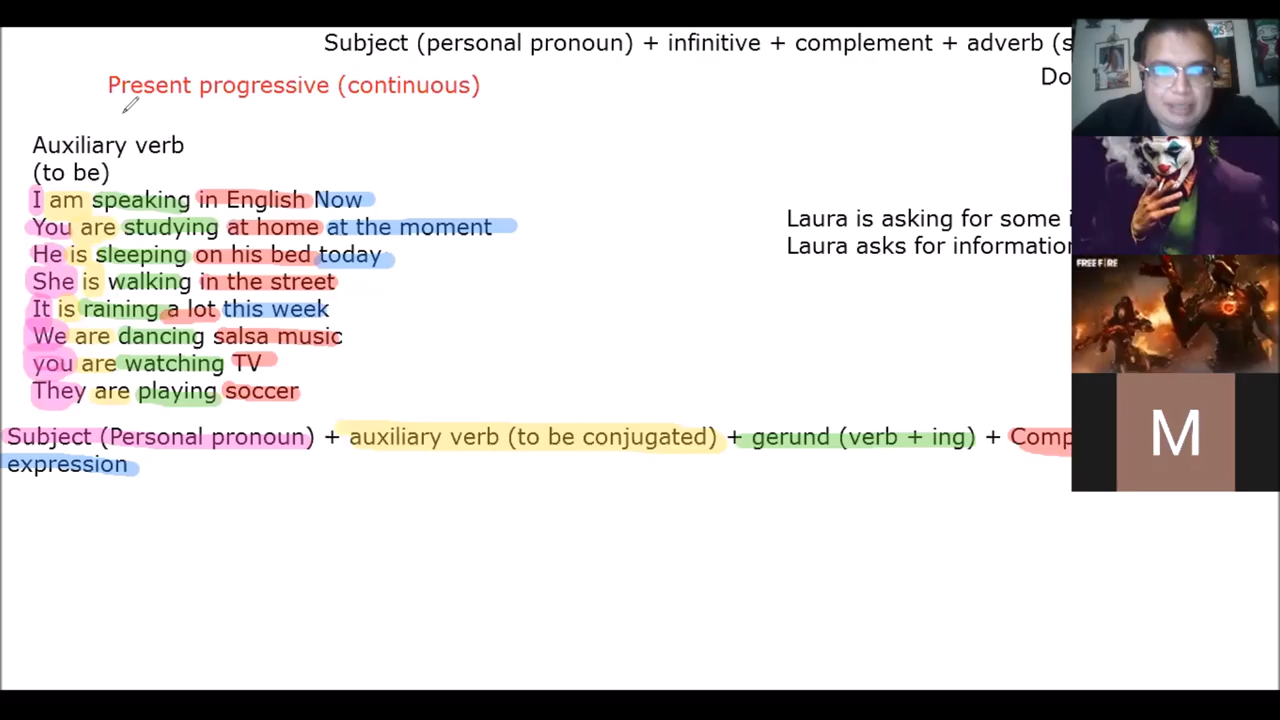 Subject (personal pronoun) + infinitive + complement + adverb (s
Present progressive (continuous)
Do
Auxiliary verb
(to be)
I am speaking in English Now
You are studying at home at the moment
He is sleeping on his bed today
She is walking in the street
It is raining a lot this week
We are dancing salsa music
you are watching TV
They are playing soccer
Laura is asking for some i
Laura asks for information
Subject (Personal pronoun) + auxiliary verb (to be conjugated) + gerund (verb + ing) + Comp
expression
FREE FIRE
M